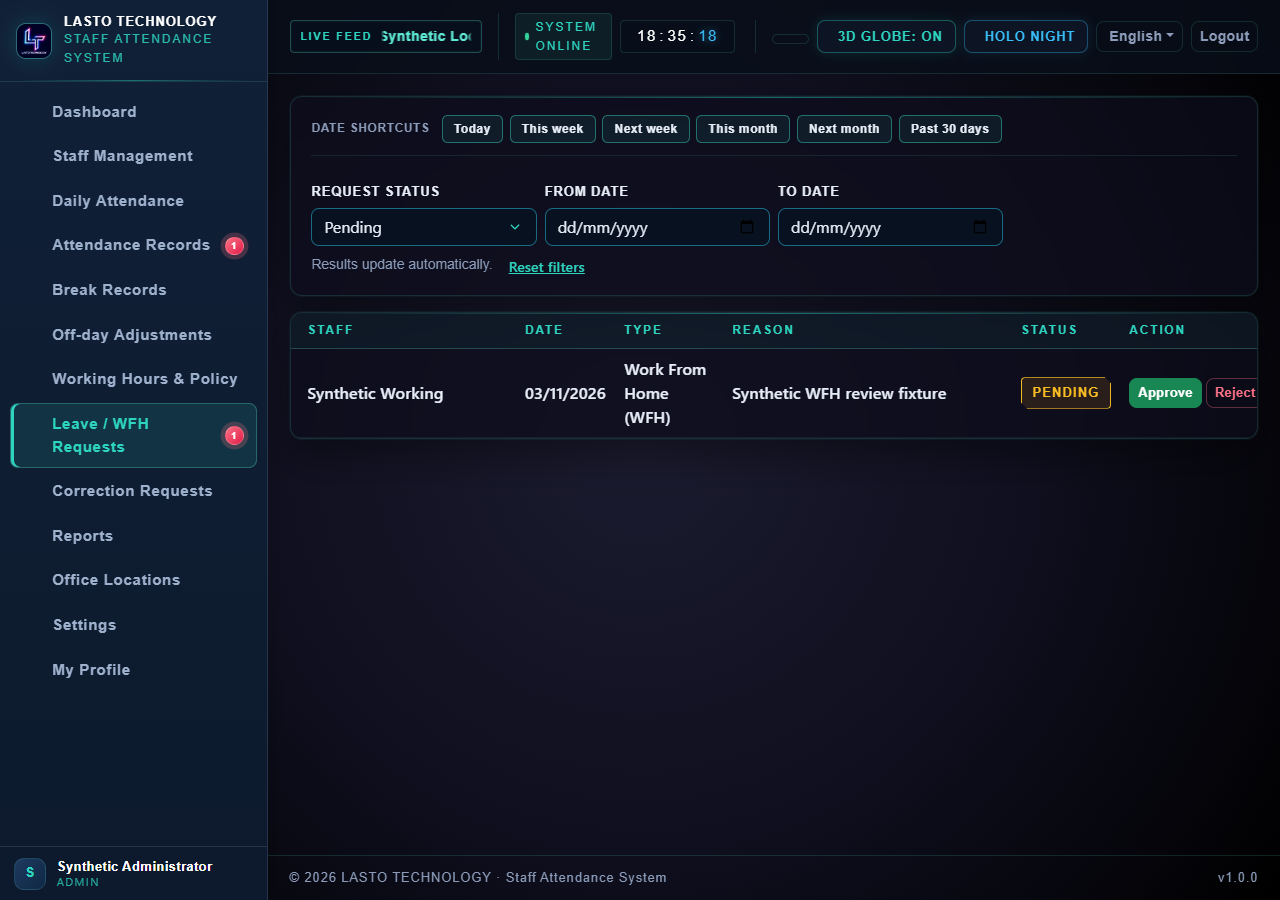 LASTO TECHNOLOGY
STAFF ATTENDANCE
SYSTEM
Dashboard
Staff Management
Daily Attendance
Attendance Records 1
Break Records
Off-day Adjustments
Working Hours & Policy
Leave / WFH
Requests
1
Correction Requests
Reports
Office Locations
Settings
My Profile
S
Synthetic Administrator
ADMIN
LIVE FEED Synthetic
SYSTEM
ONLINE
18:35:18
3D GLOBE: ON
HOLO NIGHT
English
Logout
DATE SHORTCUTS Today This week Next week This month Next month Past 30 days
REQUEST STATUS FROM DATE TO DATE
Pending dd/mm/yyyy dd/mm/yyyy
Results update automatically. Reset filters
STAFF DATE TYPE REASON STATUS ACTION
Synthetic Working 03/11/2026
Work From
Home
(WFH)
Synthetic WFH review fixture PENDING Approve Reject
© 2026 LASTO TECHNOLOGY · Staff Attendance System v1.0.0